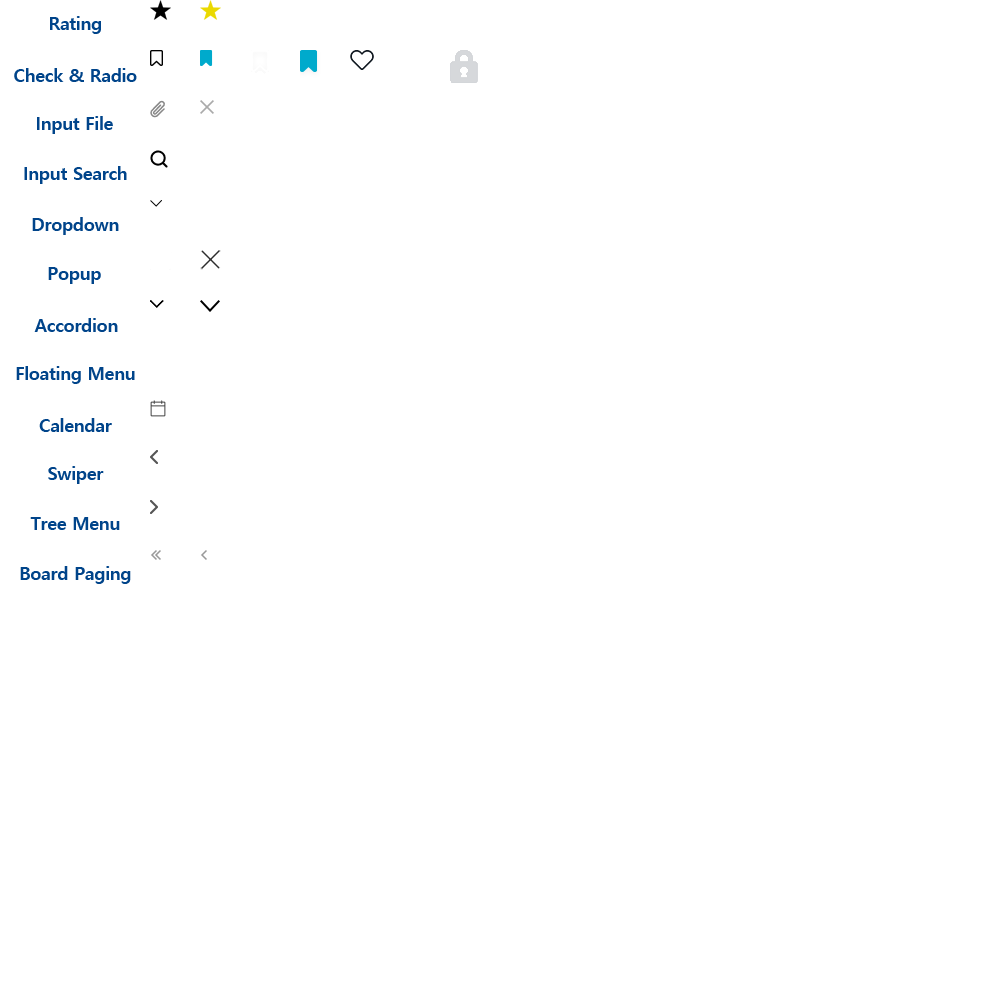 Rating
Check & Radio
Input File
Input Search
Dropdown
Popup
Accordion
Floating Menu
Calendar
Swiper
Tree Menu
Board Paging